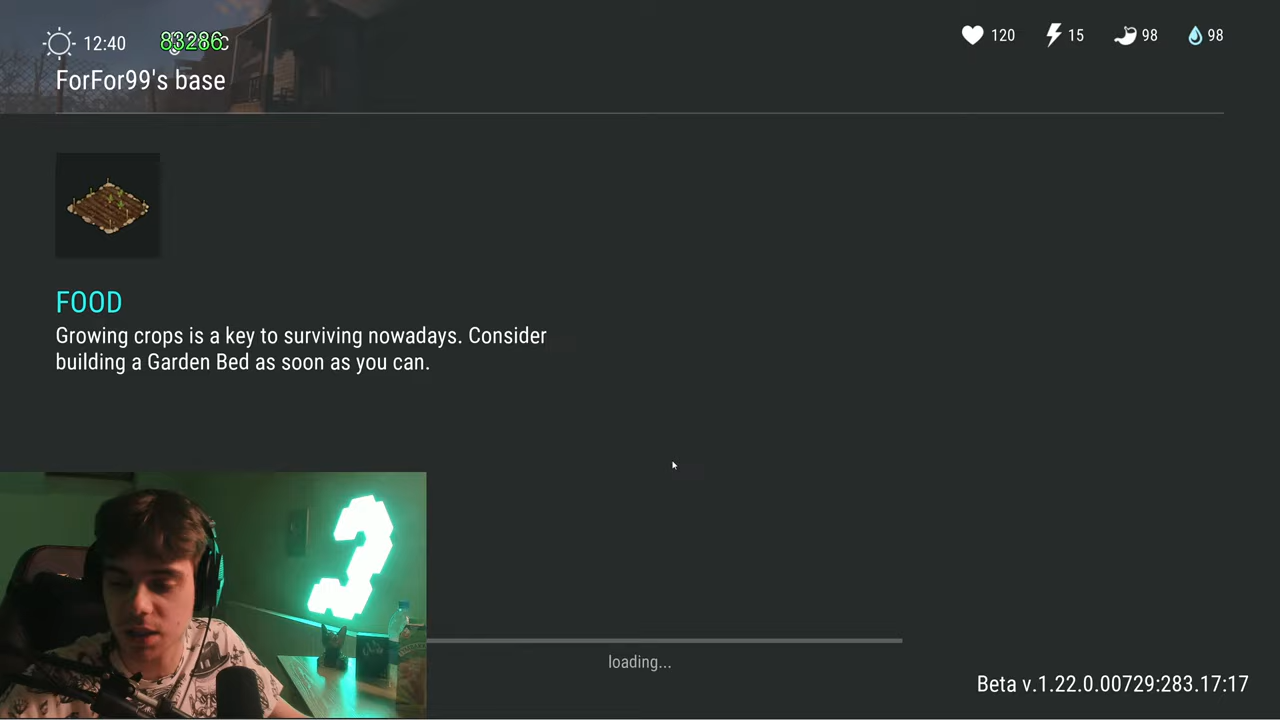 12:40
83286
120
15
98
98
ForFor99's base
FOOD
Growing crops is a key to surviving nowadays. Consider
building a Garden Bed as soon as you can.
loading...
Beta v.1.22.0.00729:283.17:17